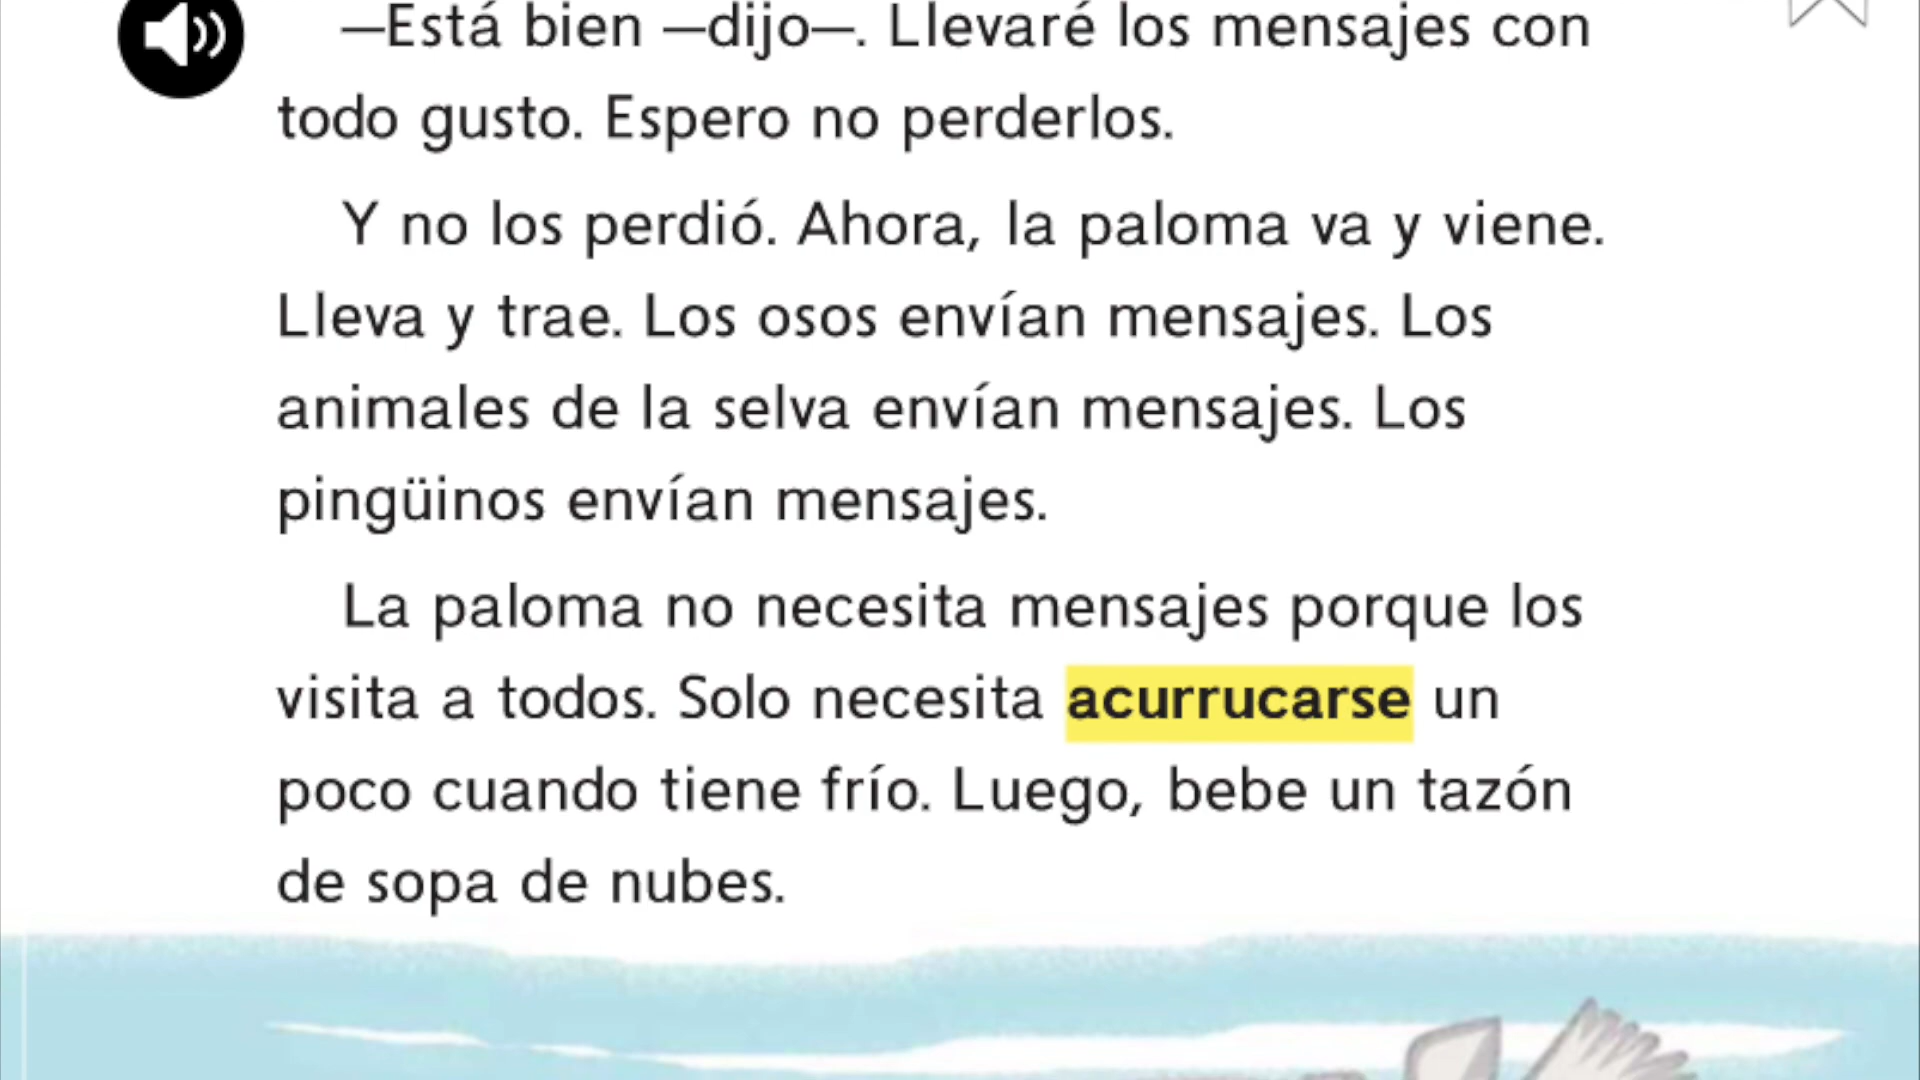 —Está bien —dijo—. Llevaré los mensajes con
todo gusto. Espero no perderlos.
Y no los perdió. Ahora, la paloma va y viene.
Lleva y trae. Los osos envían mensajes. Los
animales de la selva envían mensajes. Los
pingüinos envían mensajes.
La paloma no necesita mensajes porque los
visita a todos. Solo necesita acurrucarse un
poco cuando tiene frío. Luego, bebe un tazón
de sopa de nubes.